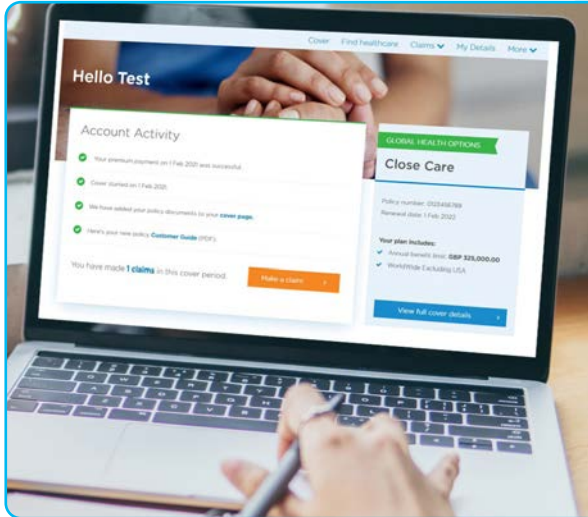 Cover Find healthcare Claims My Details More
Hello Test
Account Activity
Your premium payment on 1 Feb 2021 was successful.
Cover started on 1 Feb 2021.
We have added your policy documents to your cover page.
Here's your new policy Customer Guide (PDF).
You have made 1 claims in this cover period.
Make a claim
GLOBAL HEALTH OPTIONS
Close Care
Policy number: 0123456789
Renewal date: 1 Feb 2022
Your plan includes:
Annual benefit limit: GBP 325,000.00
WorldWide Excluding USA
View full cover details